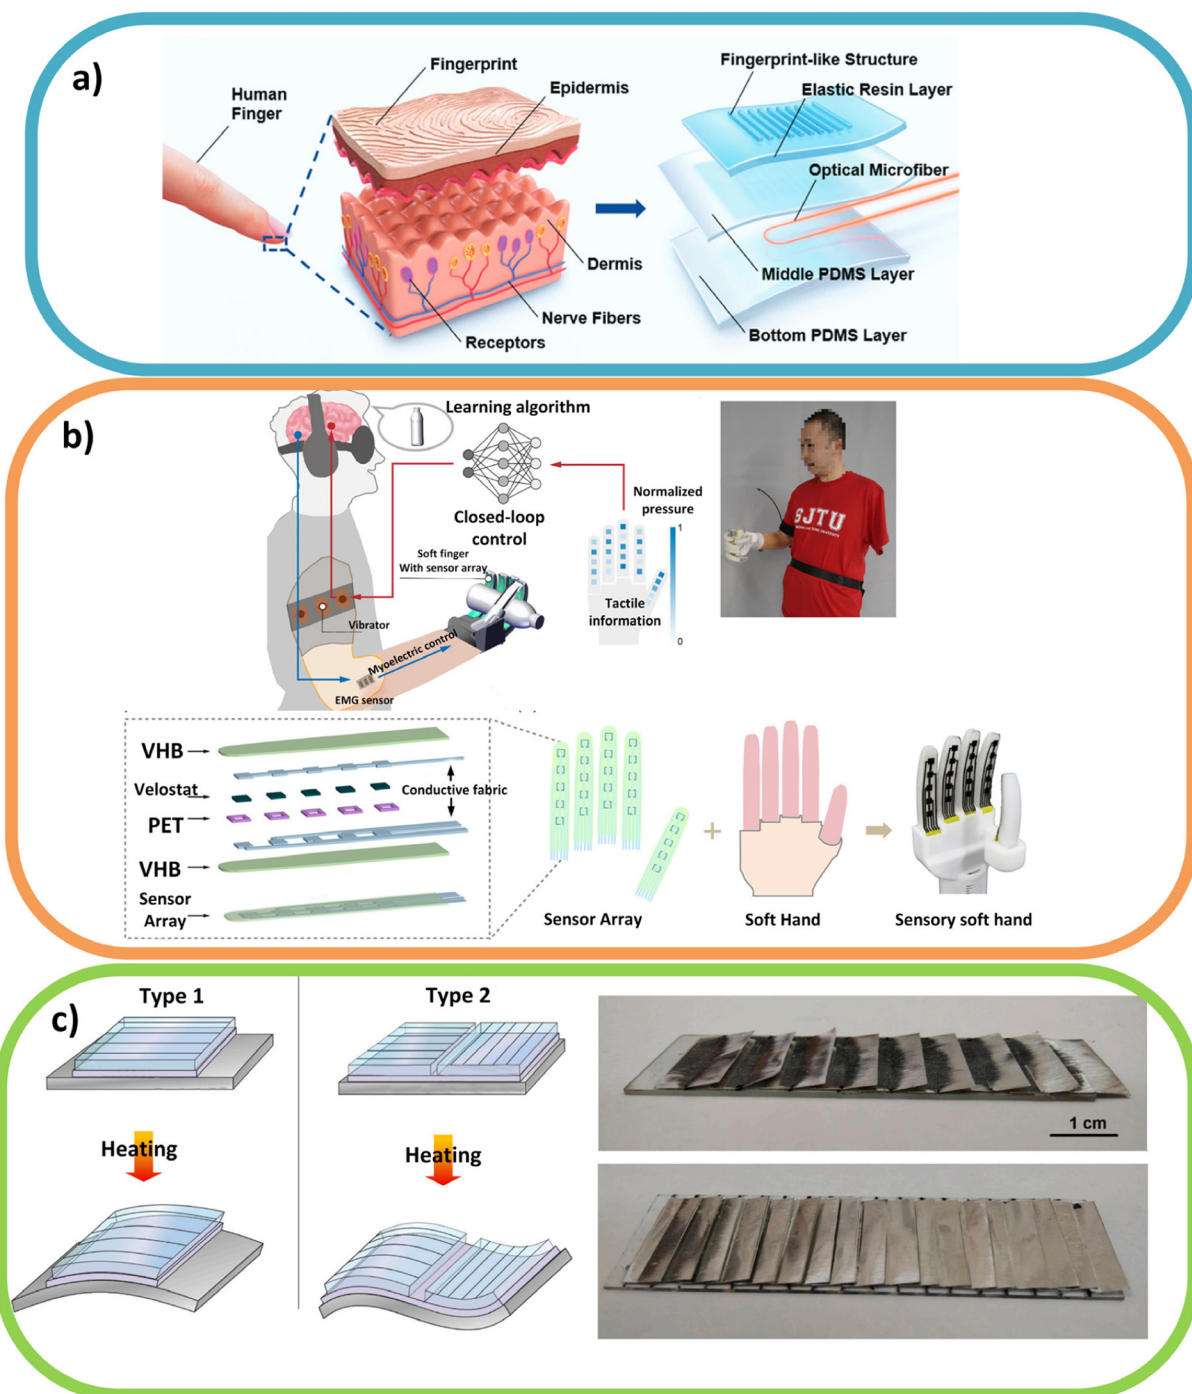 a)
Human
Finger
Fingerprint
Epidermis
Dermis
Nerve Fibers
Receptors
Fingerprint-like Structure
Elastic Resin Layer
Optical Microfiber
Middle PDMS Layer
Bottom PDMS Layer
b)
Learning algorithm
Closed-loop
control
Soft finger
With sensor array
Vibrator
Myoelectric control
EMG sensor
Normalized
pressure
1
0
Tactile
information
SJTU
VHB
Velostat
PET
VHB
Sensor
Array
Conductive fabric
Sensor Array
+
Soft Hand
Sensory soft hand
c)
Type 1
Heating
Type 2
Heating
1 cm